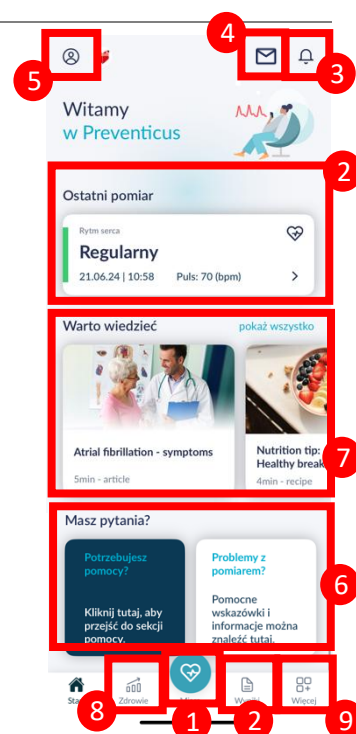 4
5
3
Witamy
w Preventicus
2
Ostatni pomiar
Rytm serca
Regularny
21.06.24 | 10:58 Puls: 70 (bpm)
Warto wiedzieć pokaż wszystko
Atrial fibrillation - symptoms
5min - article
Nutrition tip:
Healthy break
4min - recipe
7
Masz pytania?
Potrzebujesz
pomocy?
Kliknij tutaj, aby
przejść do sekcji
pomocy.
Problemy z
pomiarem?
Pomocne
wskazówki i
informacje można
znaleźć tutaj.
6
Zdrowie
Więcej
8
1
2
9